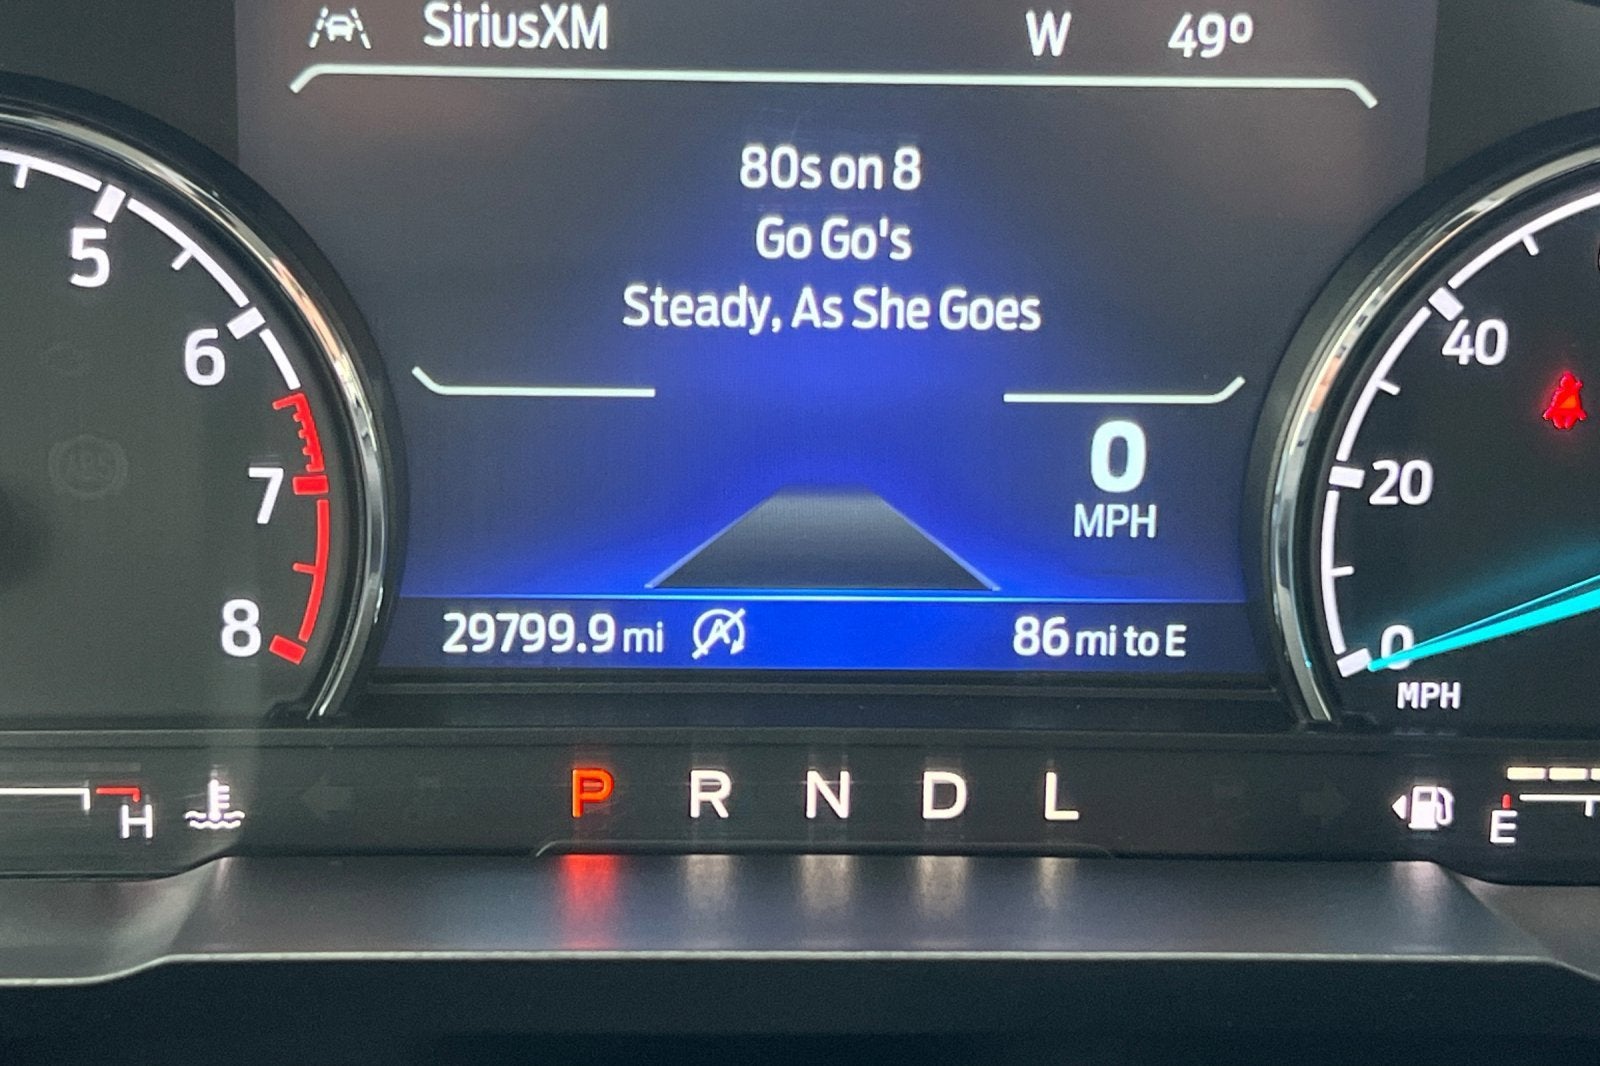 SiriusXM W 49°
80s on 8
Go Go's
Steady, As She Goes
5
6
7
8
0
MPH
29799.9 mi A 86 mi to E
40
20
0
MPH
H P R N D L E